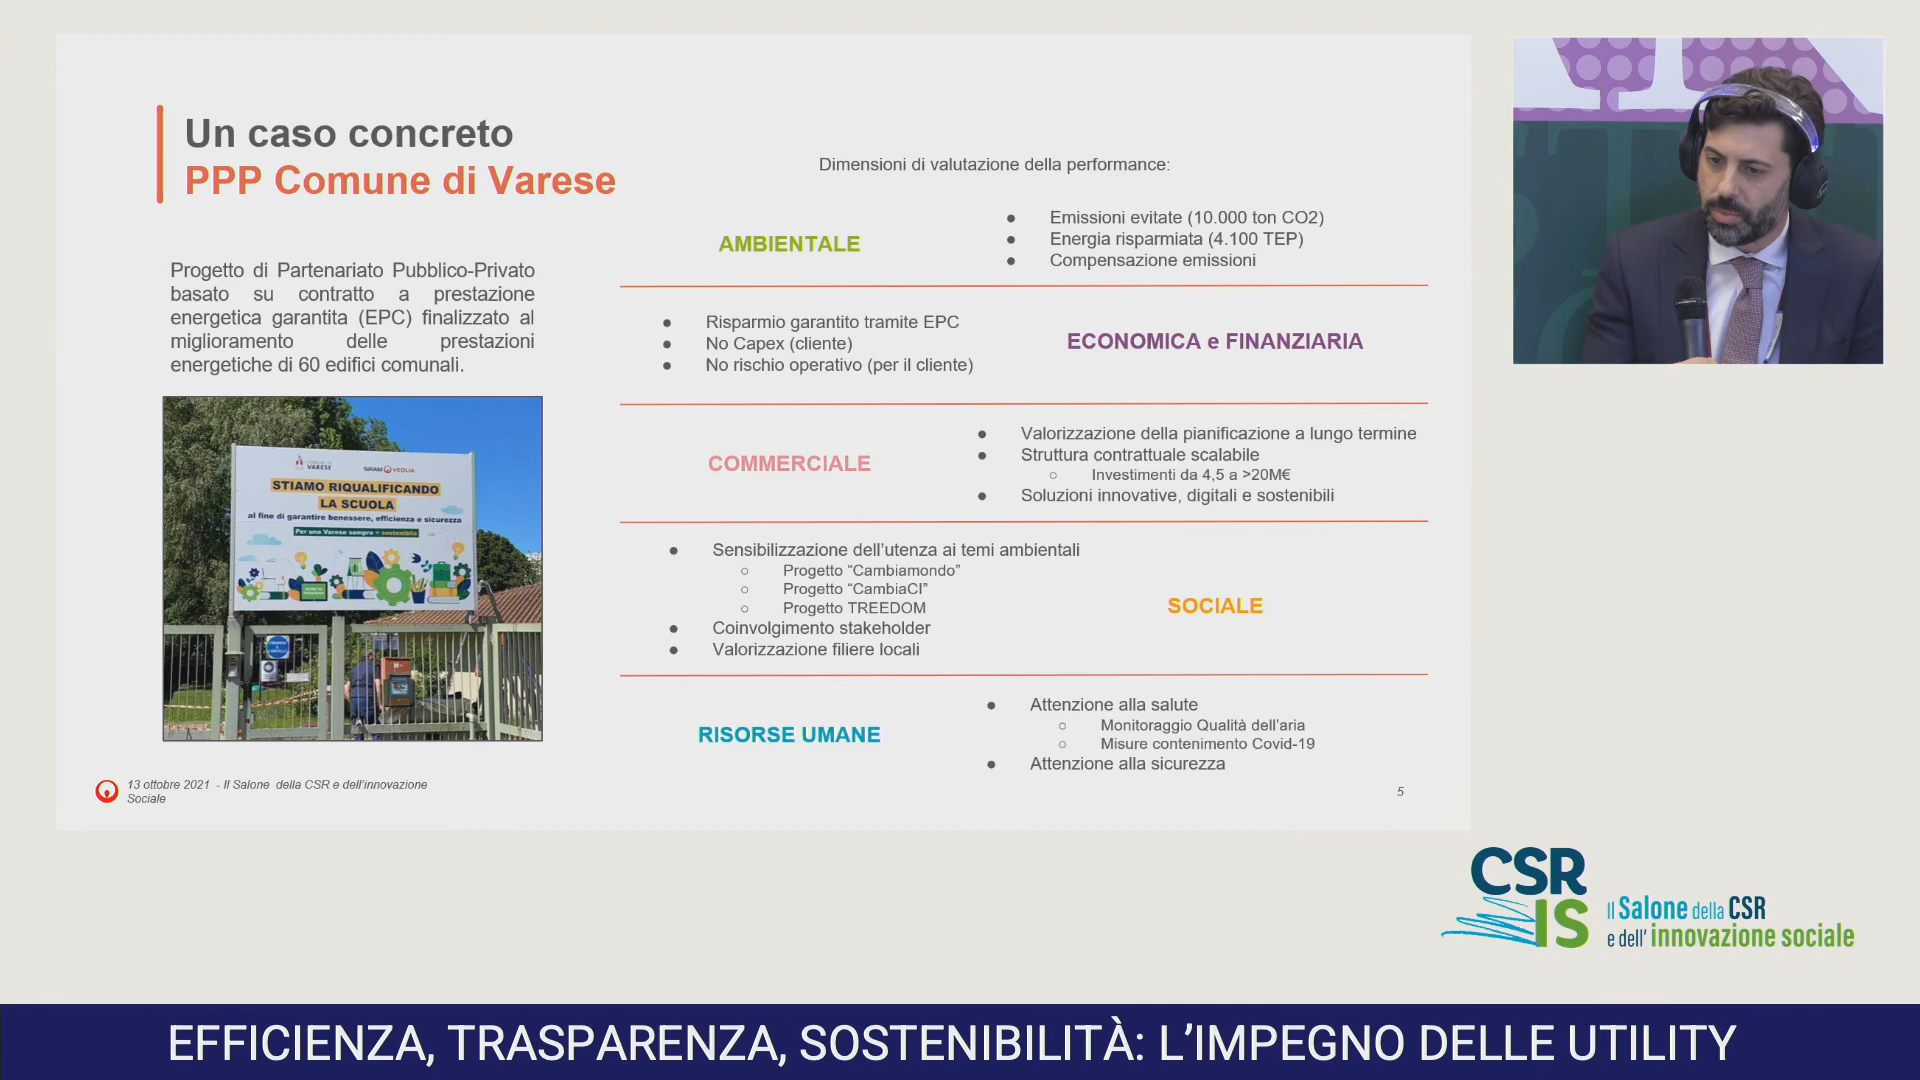 Un caso concreto
PPP Comune di Varese
Progetto di Partenariato Pubblico-Privato
basato su contratto a prestazione
energetica garantita (EPC) finalizzato al
miglioramento delle prestazioni
energetiche di 60 edifici comunali.
COMUNE DI
VARESE
SIRAM VEOLIA
STIAMO RIQUALIFICANDO
LA SCUOLA
al fine di garantire benessere, efficienza e sicurezza
Per una Varese sempre + sostenibile
13 ottobre 2021 - Il Salone della CSR e dell'innovazione
Sociale
Dimensioni di valutazione della performance:
AMBIENTALE
● Emissioni evitate (10.000 ton CO2)
● Energia risparmiata (4.100 TEP)
● Compensazione emissioni
● Risparmio garantito tramite EPC
● No Capex (cliente)
● No rischio operativo (per il cliente)
ECONOMICA e FINANZIARIA
COMMERCIALE
● Valorizzazione della pianificazione a lungo termine
● Struttura contrattuale scalabile
○ Investimenti da 4,5 a >20M€
● Soluzioni innovative, digitali e sostenibili
● Sensibilizzazione dell'utenza ai temi ambientali
○ Progetto “Cambiamondo”
○ Progetto “CambiaCI”
○ Progetto TREEDOM
● Coinvolgimento stakeholder
● Valorizzazione filiere locali
SOCIALE
RISORSE UMANE
● Attenzione alla salute
○ Monitoraggio Qualità dell'aria
○ Misure contenimento Covid-19
● Attenzione alla sicurezza
5
CSR
IS
Il Salone della CSR
e dell' innovazione sociale
EFFICIENZA, TRASPARENZA, SOSTENIBILITÀ: L'IMPEGNO DELLE UTILITY